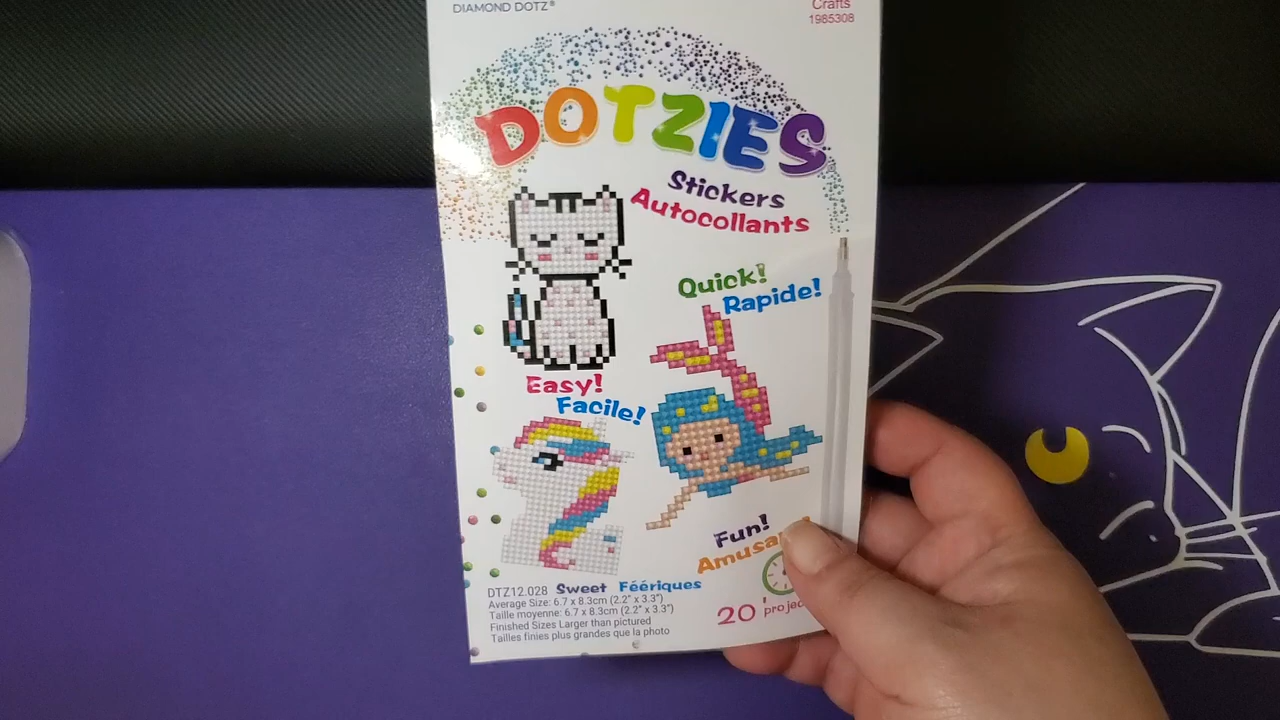 DIAMOND DOTZ®
Crafts
1985308
DOTZIES
Stickers
Autocollants
Quick!
Rapide!
Easy!
Facile!
Fun!
DTZ12.028 Sweet Féériques
Average Size: 6.7 x 8.3cm (2.2" x 3.3")
Taille moyenne: 6.7 x 8.3cm (2.2" x 3.3")
Finished Sizes Larger than pictured
Tailles finies plus grandes que la photo
20